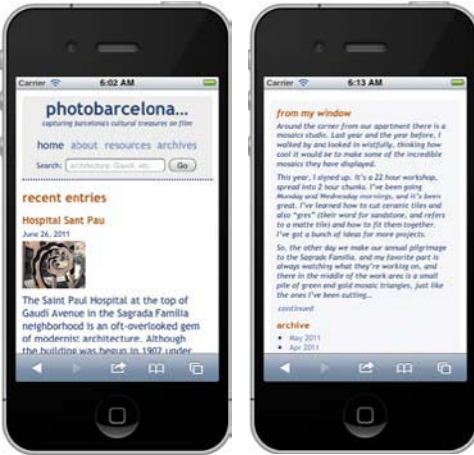 Carrier 6:02 AM
photobarcelona...
capturing barcelona's cultural treasures on film
home about resources archives
Search: architecture, Gaudí, etc. Go
recent entries
Hospital Sant Pau
June 26, 2011
The Saint Paul Hospital at the top of
Gaudi Avenue in the Sagrada Familia
neighborhood is an oft-overlooked gem
of modernist architecture. Although
the building was begun in 1902 under
Carrier 6:13 AM
from my window
Around the corner from our apartment there is a
mosaics studio. Last year and the year before, I
walked by and looked in wistfully, thinking how
cool it would be to make some of the incredible
mosaics they have displayed.
This year, I signed up. It's a 22 hour workshop,
spread into 2 hour chunks. I've been going
Monday and Wednesday mornings, and it's been
great. I've learned how to cut ceramic tiles and
also "gres" (their word for sandstone, and refers
to a matte tile) and how to fit them together.
I've got a bunch of ideas for more projects.
So, the other day we make our annual pilgrimage
to the Sagrada Familia, and my favorite part is
always watching what they're working on, and
there in the middle of the work area is a small
pile of green and gold mosaic triangles, just like
the ones I've been cutting...
continued
archive
May 2011
Apr 2011